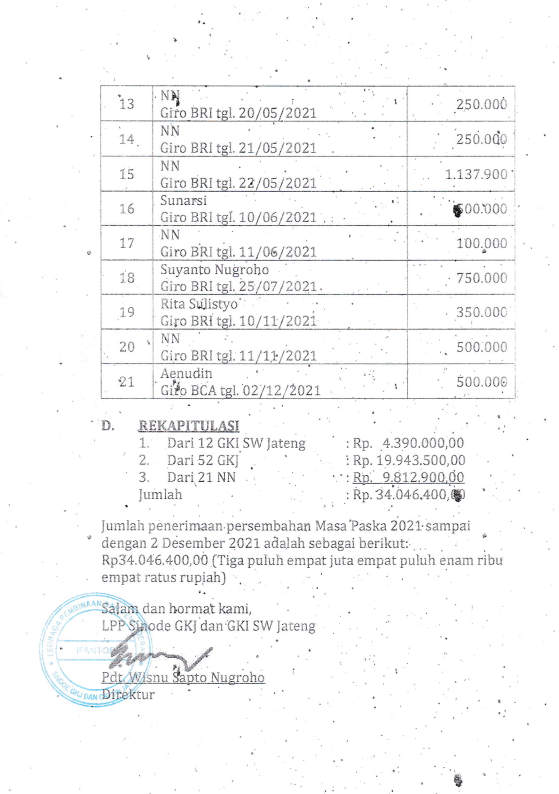 13 NN 250.000
Giro BRI tgl. 20/05/2021
14 NN 250.000
Giro BRI tgl. 21/05/2021
15 NN 1.137.900
Giro BRI tgl. 22/05/2021
16 Sunarsi 500.000
Giro BRI tgl. 10/06/2021
17 NN 100.000
Giro BRI tgl. 11/06/2021
18 Suyanto Nugroho 750.000
Giro BRI tgl. 25/07/2021
19 Rita Sulistyo 350.000
Giro BRI tgl. 10/11/2021
20 NN 500.000
Giro BRI tgl. 11/11/2021
21 Aenudin 500.000
Giro BCA tgl. 02/12/2021
D. REKAPITULASI
1. Dari 12 GKI SW Jateng : Rp. 4.390.000,00
2. Dari 52 GKJ : Rp. 19.943.500,00
3. Dari 21 NN : Rp. 9.812.900,00
Jumlah : Rp. 34.046.400,00
Jumlah penerimaan persembahan Masa Paska 2021 sampai
dengan 2 Desember 2021 adalah sebagai berikut:
Rp34.046.400,00 (Tiga puluh empat juta empat puluh enam ribu
empat ratus rupiah)
Salam dan hormat kami,
LPP Sinode GKJ dan GKI SW Jateng
KANTOR
Pdt. Wisnu Sapto Nugroho
Direktur